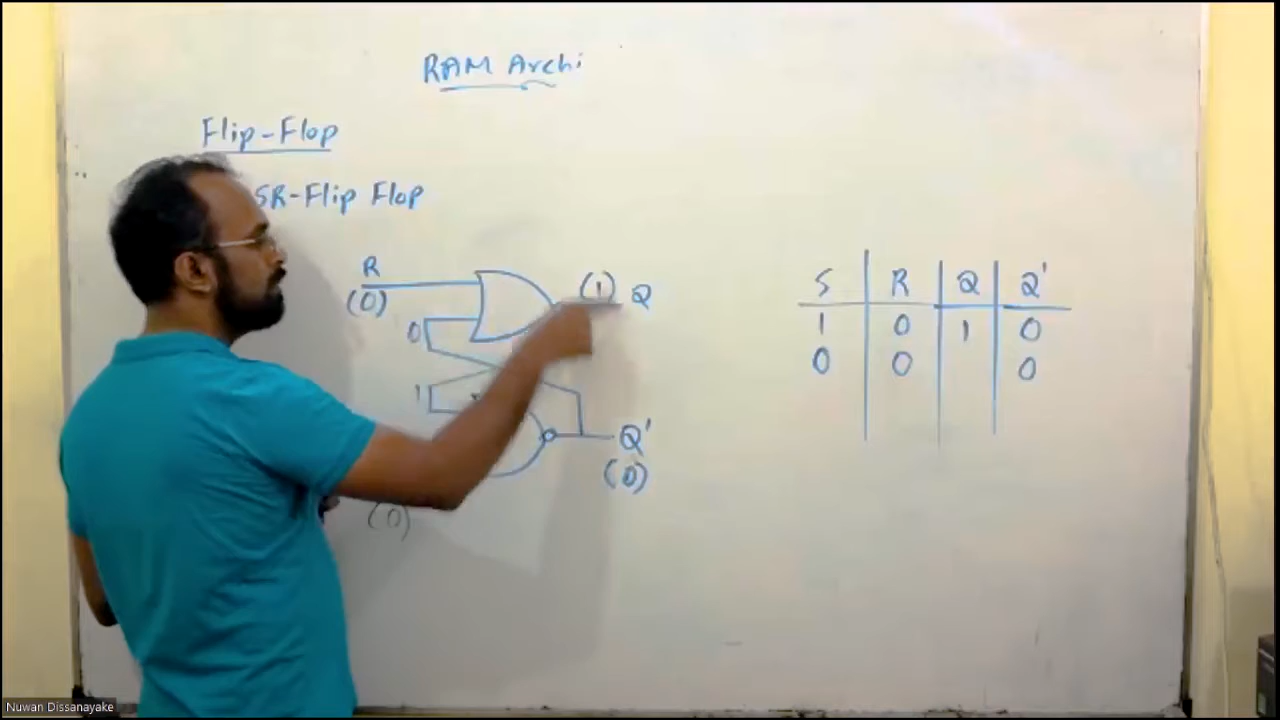 RAM Archi
Flip-Flop
SR-Flip Flop
R
(0)
(1) Q
0
1
Q'
(0)
(0)
S R Q Q'
1 0 1 0
0 0 0
Nuwan Dissanayake